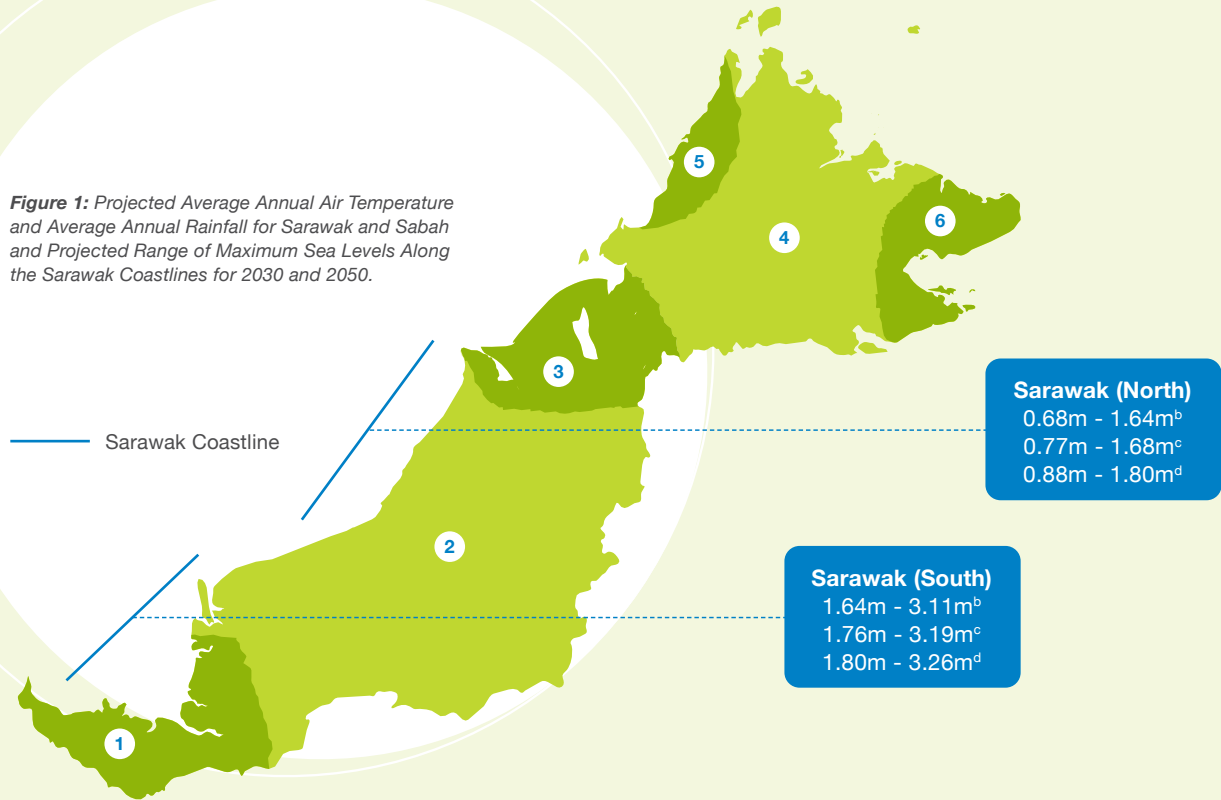 Figure 1: Projected Average Annual Air Temperature
and Average Annual Rainfall for Sarawak and Sabah
and Projected Range of Maximum Sea Levels Along
the Sarawak Coastlines for 2030 and 2050.
5
6
4
3
Sarawak (North)
0.68m - 1.64mᵇ
0.77m - 1.68mᶜ
0.88m - 1.80mᵈ
Sarawak Coastline
2
Sarawak (South)
1.64m - 3.11mᵇ
1.76m - 3.19mᶜ
1.80m - 3.26mᵈ
1